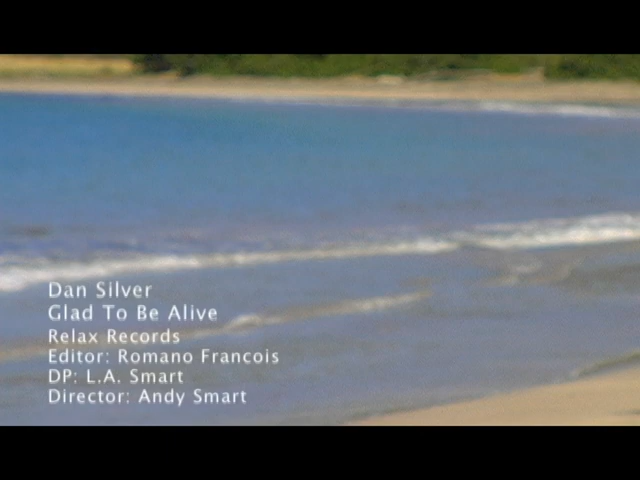 Dan Silver
Glad To Be Alive
Relax Records
Editor: Romano Francois
DP: L.A. Smart
Director: Andy Smart